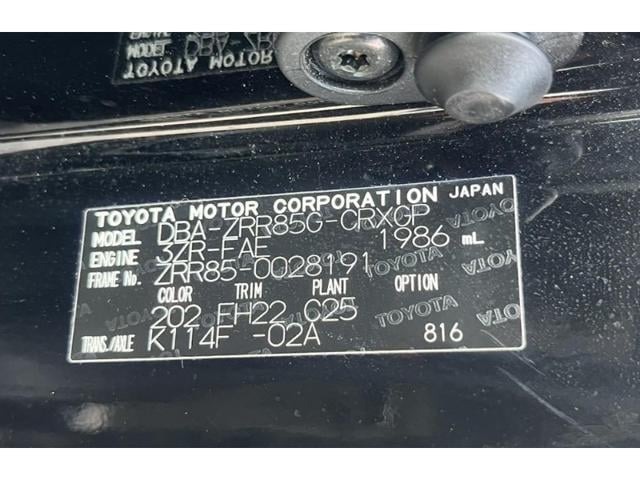 TOYOTA MOTOR CORPORATION JAPAN
MODEL DBA-ZRR85G-CRXGP
ENGINE 3ZR-FAE 1986 mL
FRAME No. ZRR85-0028191
COLOR TRIM PLANT OPTION
202 FH22 C25
TRANS./AXLE K114F -02A 816